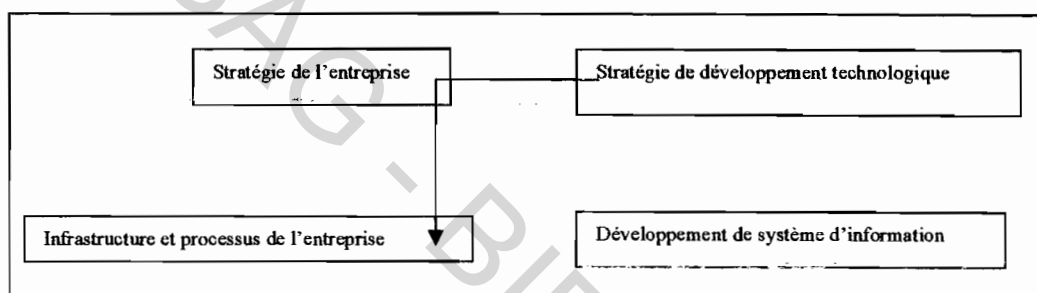 Stratégie de l'entreprise
Stratégie de développement technologique
Infrastructure et processus de l'entreprise
Développement de système d'information